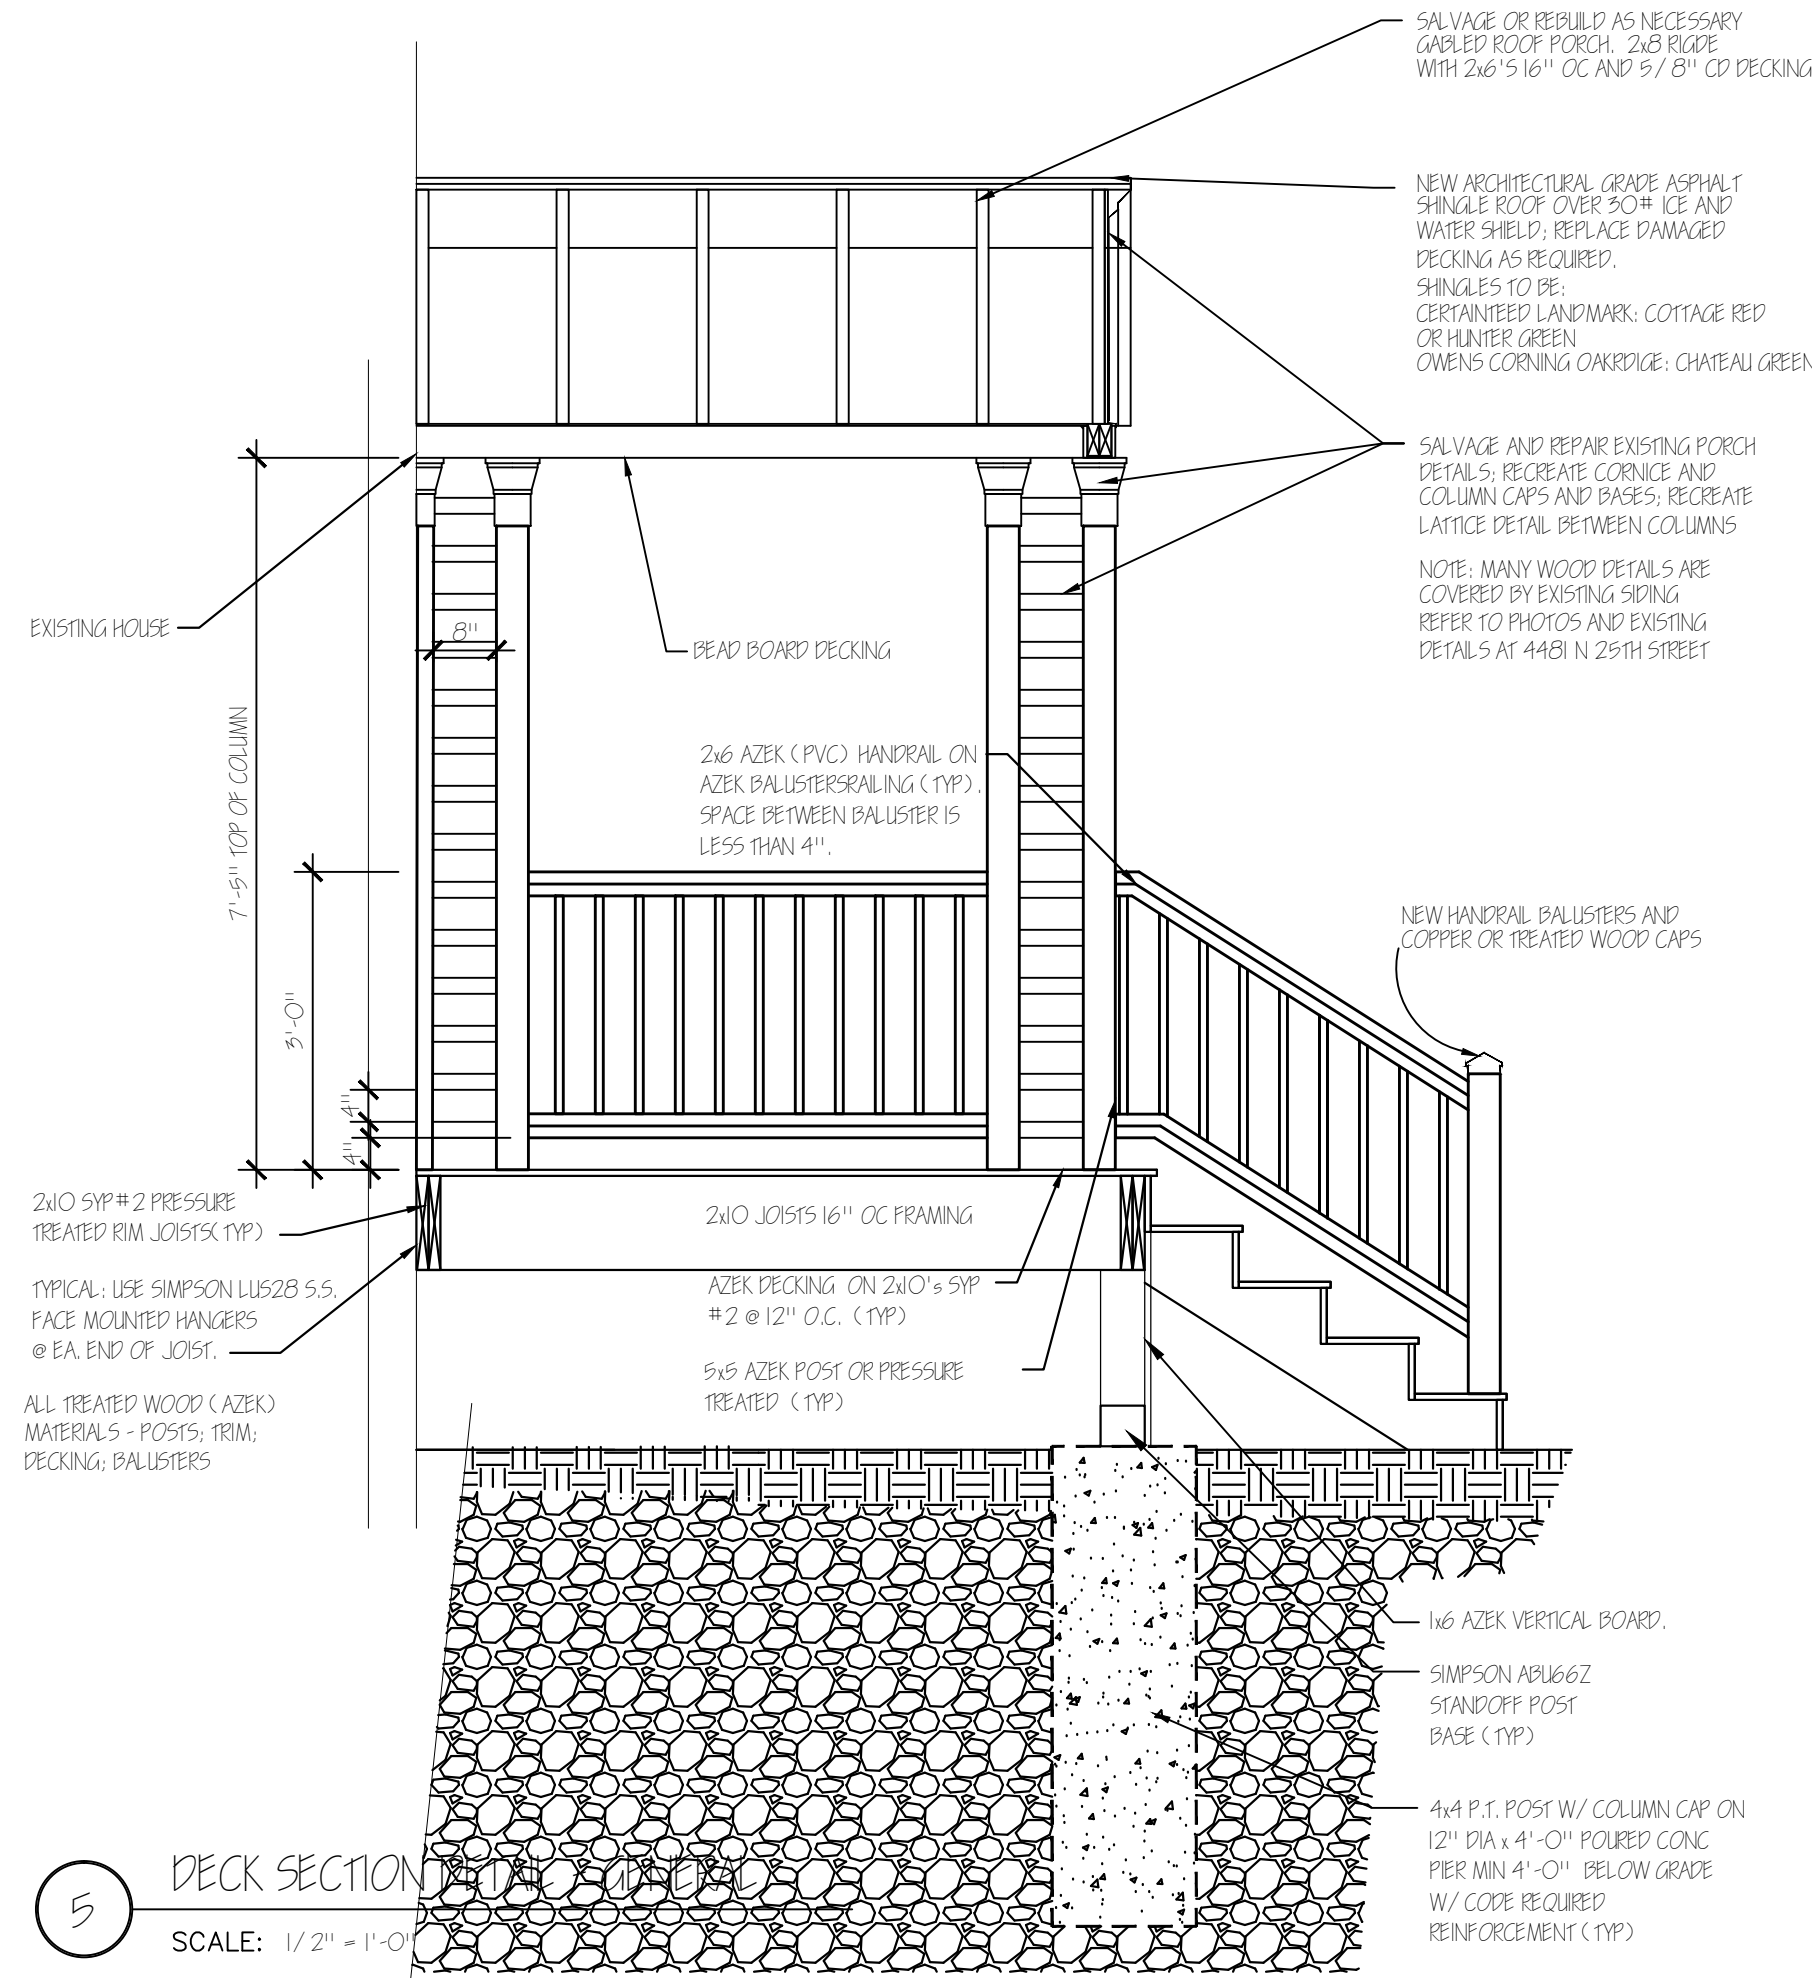 SALVAGE OR REBUILD AS NECESSARY
GABLED ROOF PORCH. 2x8 RIGDE
WITH 2x6'S 16" OC AND 5/8" CD DECKING
NEW ARCHITECTURAL GRADE ASPHALT
SHINGLE ROOF OVER 30# ICE AND
WATER SHIELD; REPLACE DAMAGED
DECKING AS REQUIRED.
SHINGLES TO BE:
CERTAINTEED LANDMARK: COTTAGE RED
OR HUNTER GREEN
OWENS CORNING OAKRDIGE: CHATEAU GREEN
SALVAGE AND REPAIR EXISTING PORCH
DETAILS; RECREATE CORNICE AND
COLUMN CAPS AND BASES; RECREATE
LATTICE DETAIL BETWEEN COLUMNS
NOTE: MANY WOOD DETAILS ARE
COVERED BY EXISTING SIDING
REFER TO PHOTOS AND EXISTING
DETAILS AT 4481 N 25TH STREET
EXISTING HOUSE
8"
BEAD BOARD DECKING
7'-5" TOP OF COLUMN
2x6 AZEK (PVC) HANDRAIL ON
AZEK BALUSTERSRAILING (TYP).
SPACE BETWEEN BALUSTER IS
LESS THAN 4".
NEW HANDRAIL BALUSTERS AND
COPPER OR TREATED WOOD CAPS
3'-0"
4"
4"
2x10 SYP#2 PRESSURE
TREATED RIM JOISTS(TYP)
2x10 JOISTS 16" OC FRAMING
TYPICAL: USE SIMPSON LUS28 S.S.
FACE MOUNTED HANGERS
@ EA. END OF JOIST.
AZEK DECKING ON 2x10's SYP
#2 @ 12" O.C. (TYP)
5x5 AZEK POST OR PRESSURE
TREATED (TYP)
ALL TREATED WOOD (AZEK)
MATERIALS - POSTS; TRIM;
DECKING; BALUSTERS
1x6 AZEK VERTICAL BOARD.
SIMPSON ABU66Z
STANDOFF POST
BASE (TYP)
4x4 P.T. POST W/ COLUMN CAP ON
12" DIA x 4'-0" POURED CONC
PIER MIN 4'-0" BELOW GRADE
W/ CODE REQUIRED
REINFORCEMENT (TYP)
5
DECK SECTION DETAIL - GENERAL
SCALE: 1/2" = 1'-0"